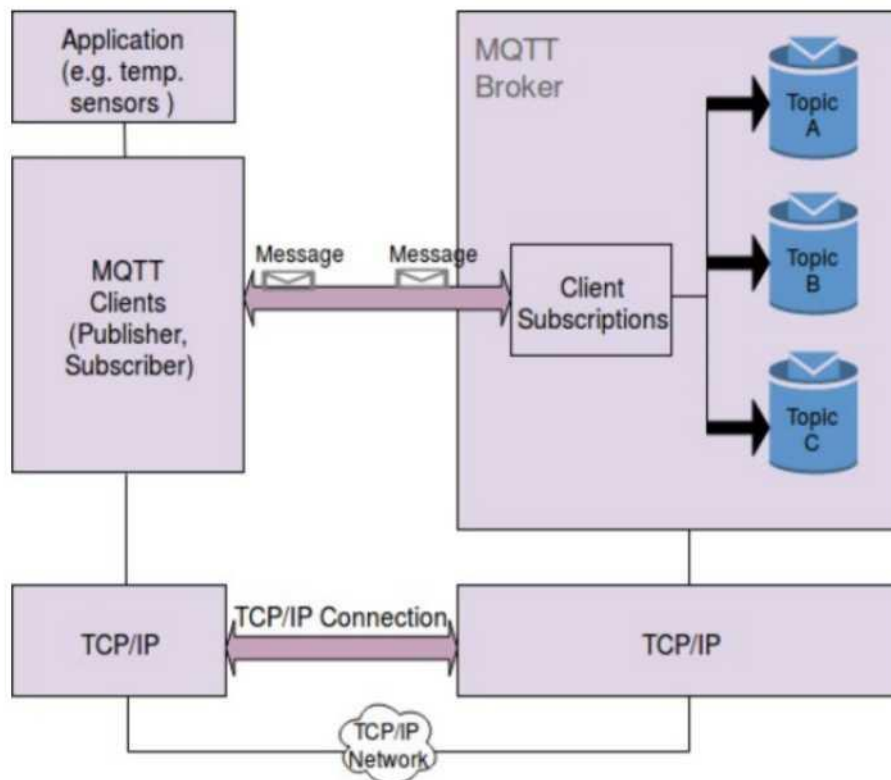 Application
(e.g. temp.
sensors )
MQTT
Clients
(Publisher,
Subscriber)
Message
Message
MQTT
Broker
Client
Subscriptions
Topic
A
Topic
B
Topic
C
TCP/IP
TCP/IP Connection
TCP/IP
TCP/IP
Network